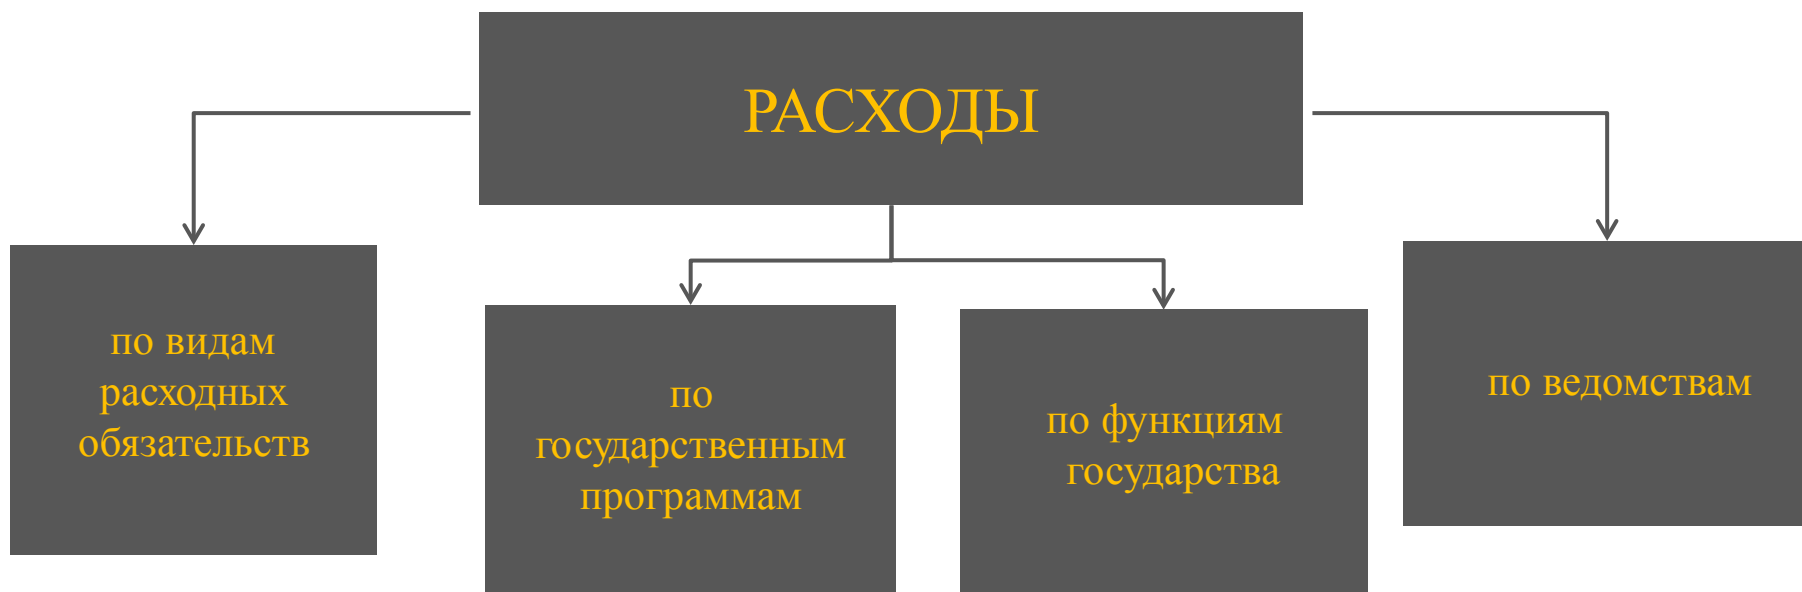 РАСХОДЫ
по видам
расходных
обязательств
по
государственным
программам
по функциям
государства
по ведомствам